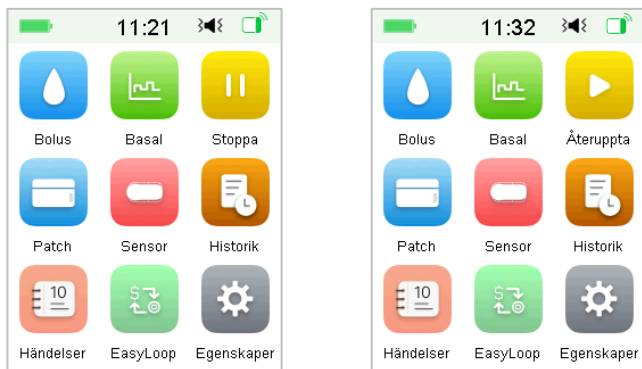 11:21
Bolus Basal Stoppa
Patch Sensor Historik
10 S
Händelser EasyLoop Egenskaper
11:32
Bolus Basal Återuppta
Patch Sensor Historik
10 S
Händelser EasyLoop Egenskaper